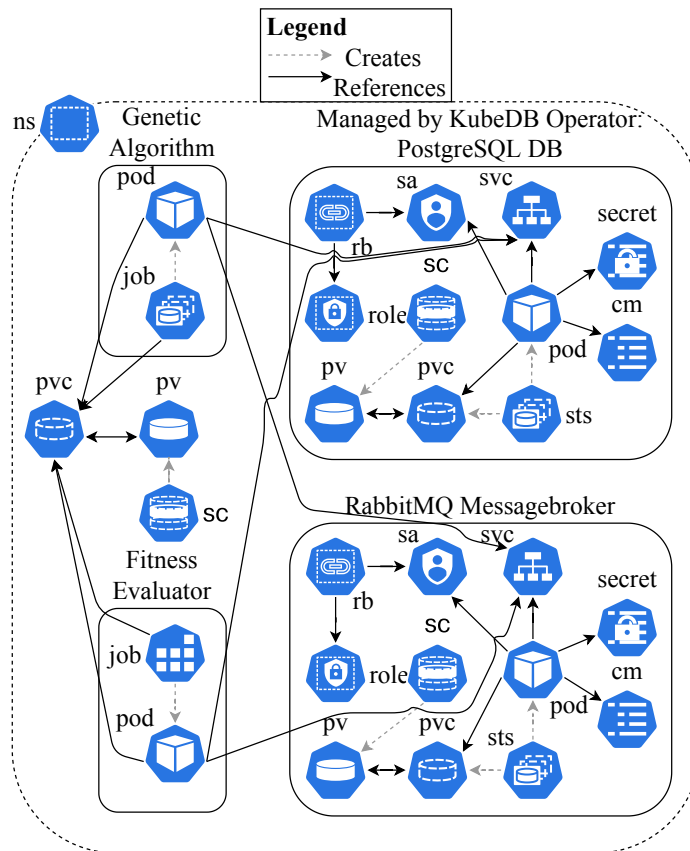 Legend
Creates
References
ns
Genetic
Algorithm
pod
job
Managed by KubeDB Operator:
PostgreSQL DB
sa
svc
secret
rb
sc
cm
role
pod
pv
pvc
sts
pvc
pv
sc
Fitness
Evaluator
job
pod
RabbitMQ Messagebroker
sa
svc
secret
rb
sc
cm
role
pod
pv
pvc
sts